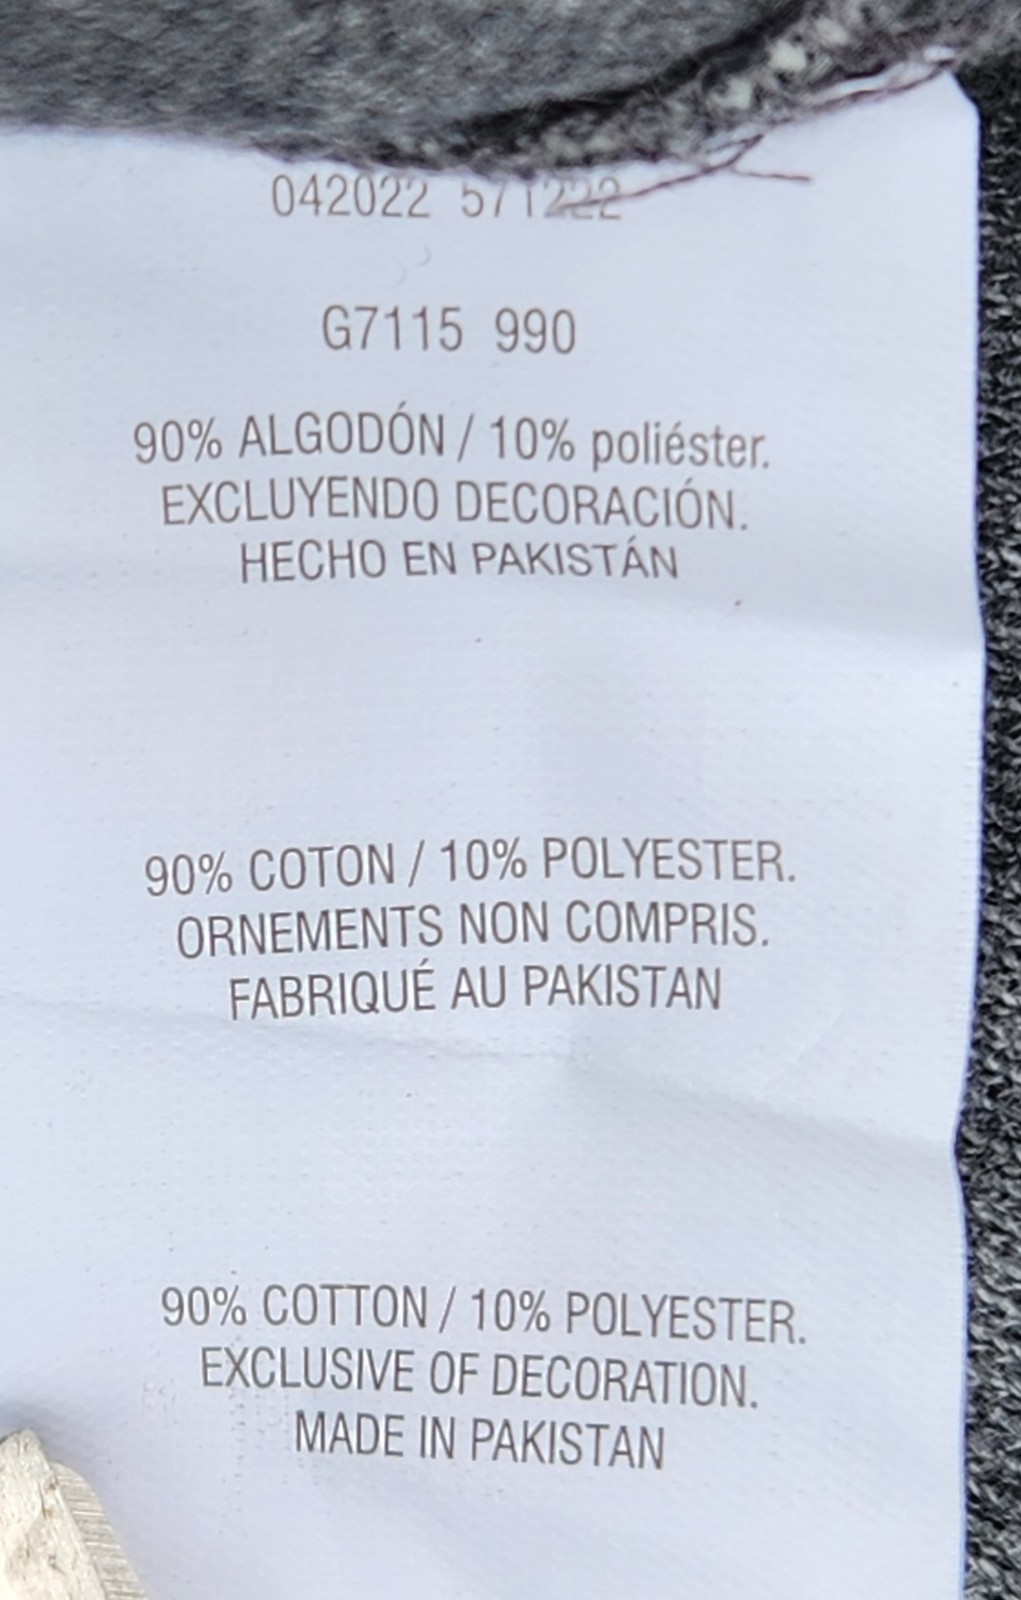 042022 571222
G7115 990
90% ALGODÓN / 10% poliéster.
EXCLUYENDO DECORACIÓN.
HECHO EN PAKISTÁN
90% COTON / 10% POLYESTER.
ORNEMENTS NON COMPRIS.
FABRIQUÉ AU PAKISTAN
90% COTTON / 10% POLYESTER.
EXCLUSIVE OF DECORATION.
MADE IN PAKISTAN